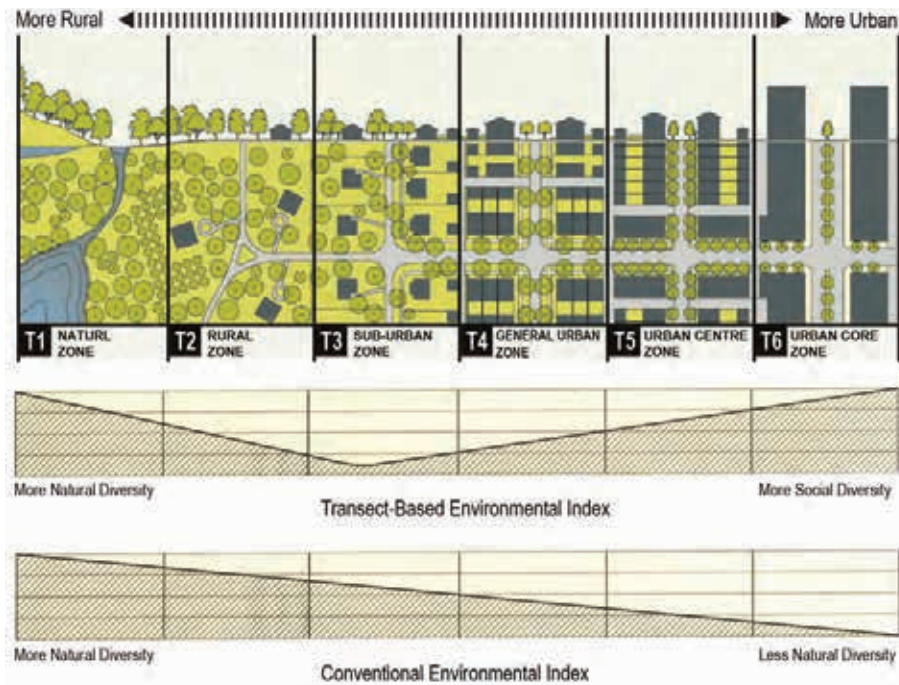 More Rural
More Urban
T1 NATURL ZONE
T2 RURAL ZONE
T3 SUB-URBAN ZONE
T4 GENERAL URBAN ZONE
T5 URBAN CENTRE ZONE
T6 URBAN CORE ZONE
More Natural Diversity
More Social Diversity
Transect-Based Environmental Index
More Natural Diversity
Less Natural Diversity
Conventional Environmental Index